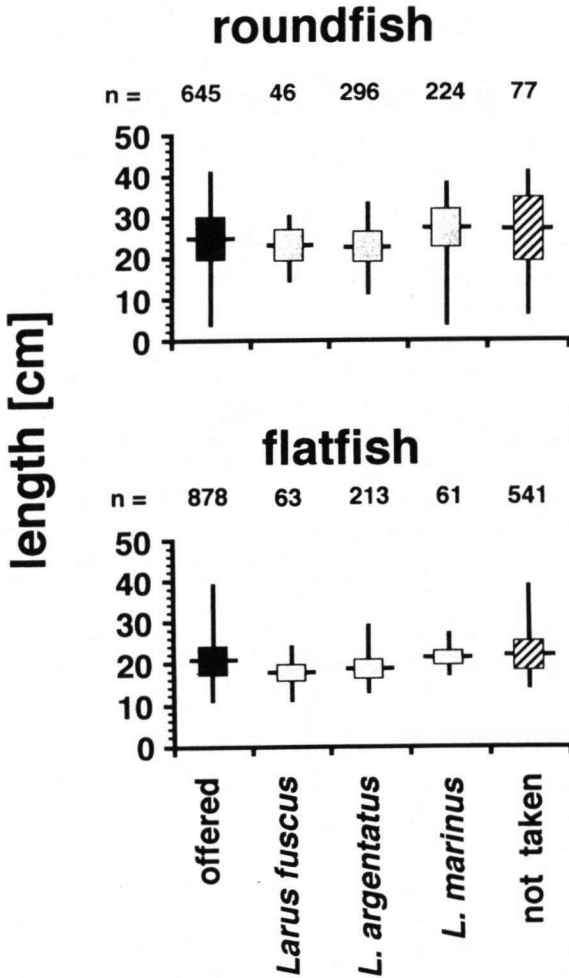 roundfish
n = 645 46 296 224 77
50
40
30
20
10
0
length [cm]
flatfish
n = 878 63 213 61 541
50
40
30
20
10
0
offered
Larus fuscus
L. argentatus
L. marinus
not taken